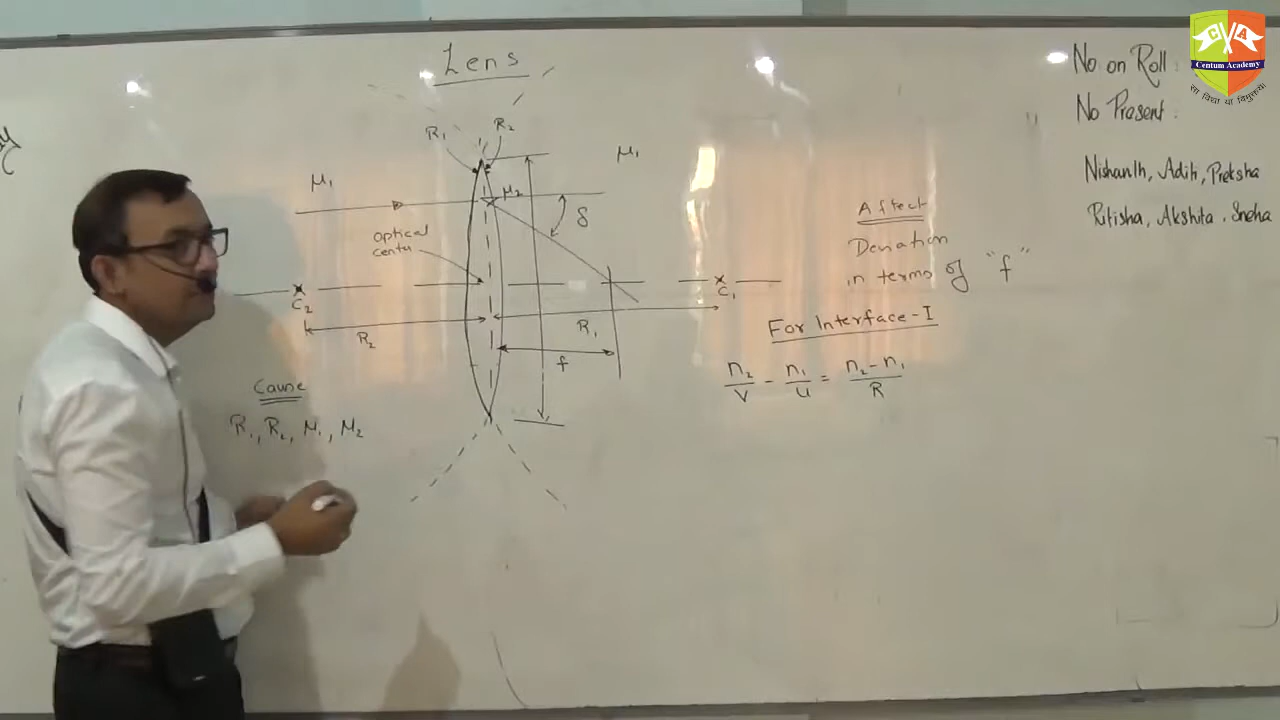 Lens
No on Roll :
No Present :
Nishanth, Aditi, Preksha
Ritisha, Akshita, Sneha
C A
Centum Academy
सा विद्या या विमुक्तये
R₁
R₂
μ₁
μ₂
μ₁
δ
optical
C₂
C₁
R₂
R₁
f
Cause
R₁, R₂, μ₁, μ₂
Deviation
in terms of "f"
For Interface-I
n₂/v - n₁/u = n₂-n₁/R